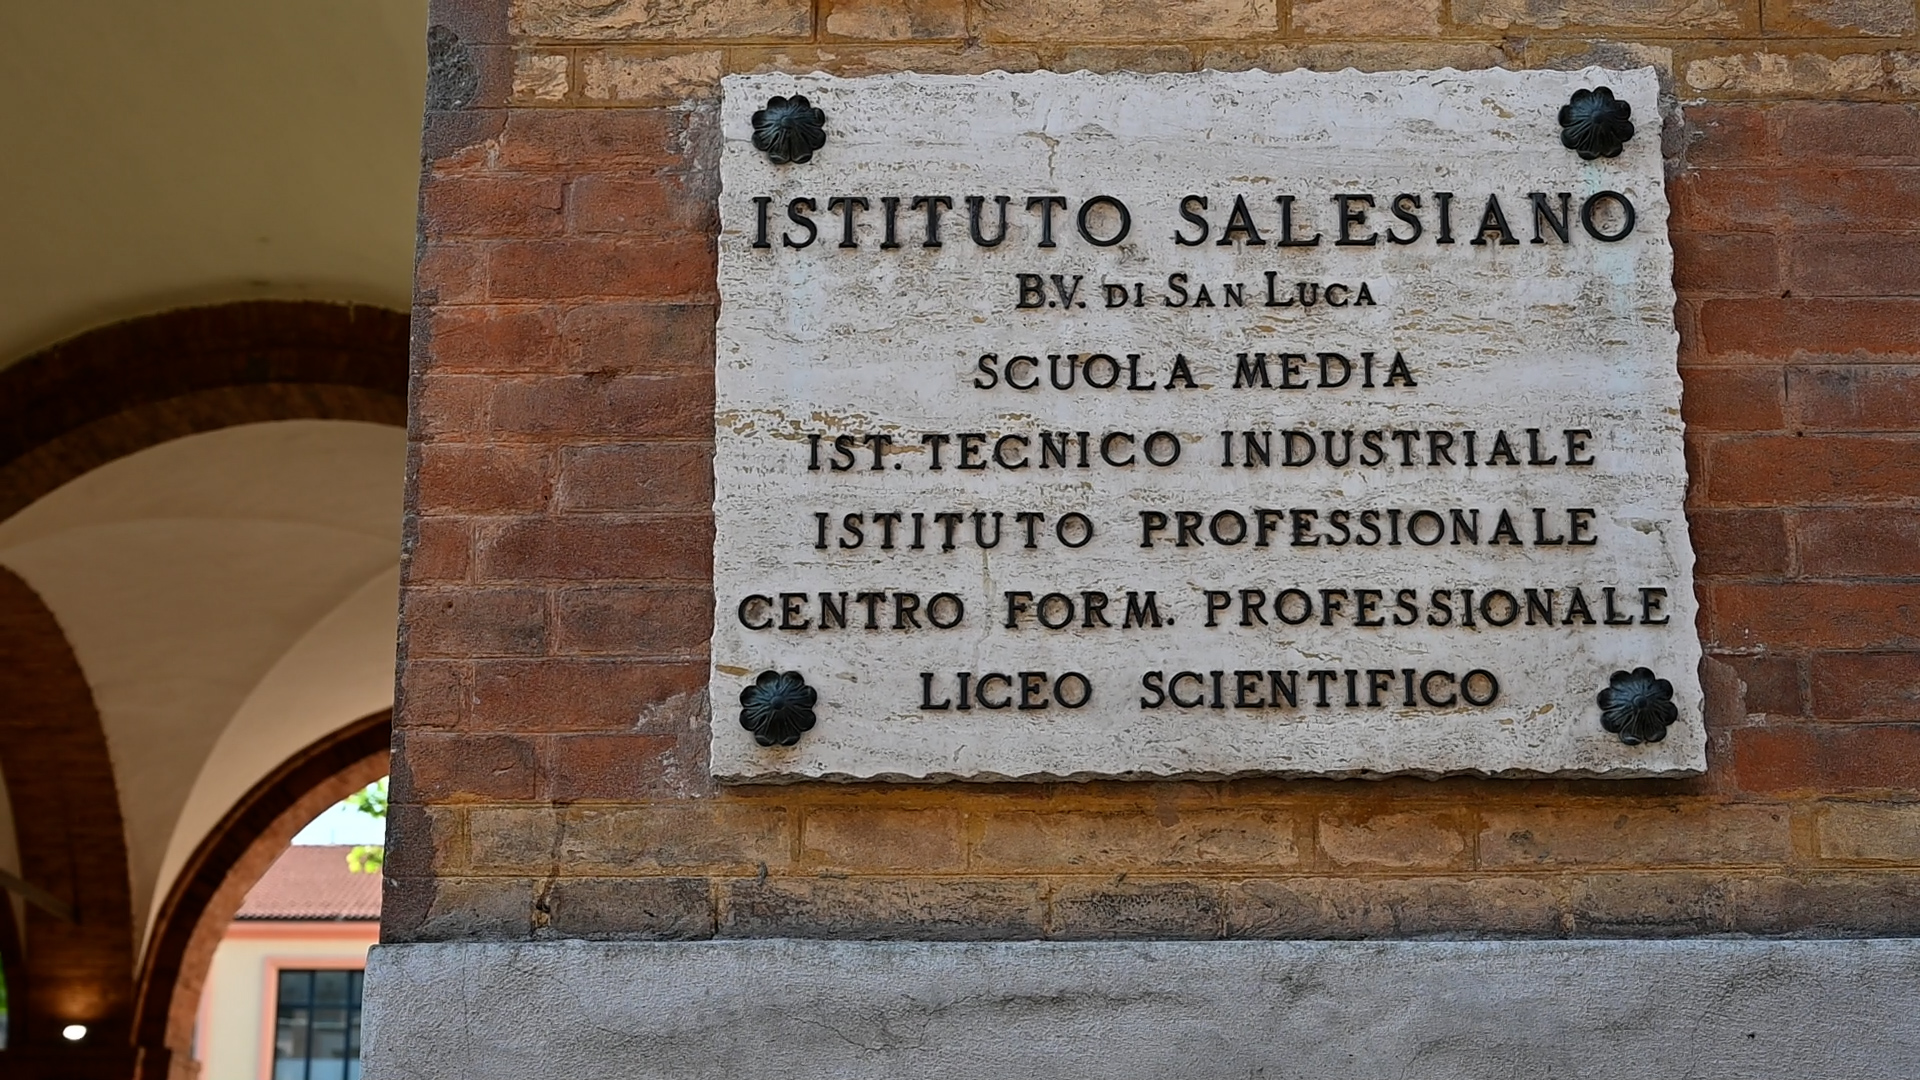 ISTITUTO SALESIANO
B.V. DI SAN LUCA
SCUOLA MEDIA
IST. TECNICO INDUSTRIALE
ISTITUTO PROFESSIONALE
CENTRO FORM. PROFESSIONALE
LICEO SCIENTIFICO